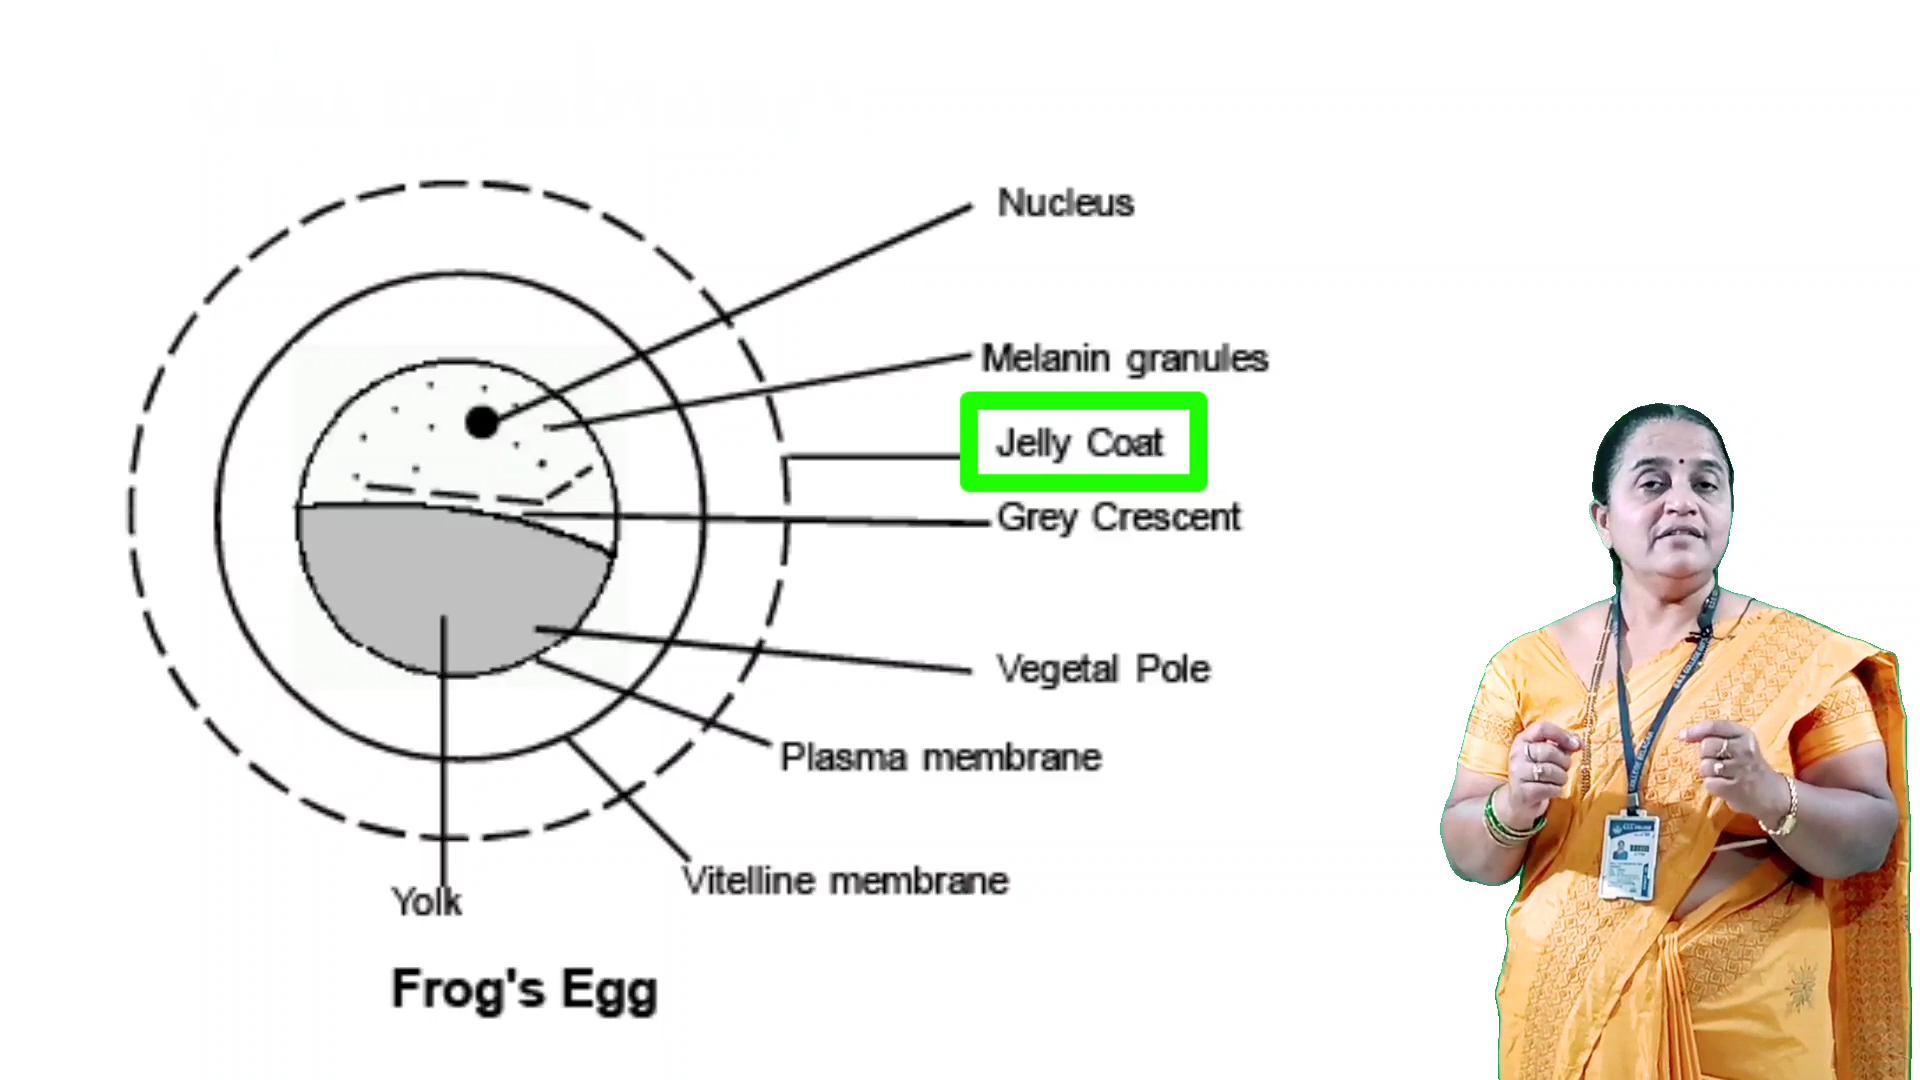 Nucleus
Melanin granules
Jelly Coat
Grey Crescent
Vegetal Pole
Plasma membrane
Vitelline membrane
Yolk
Frog's Egg